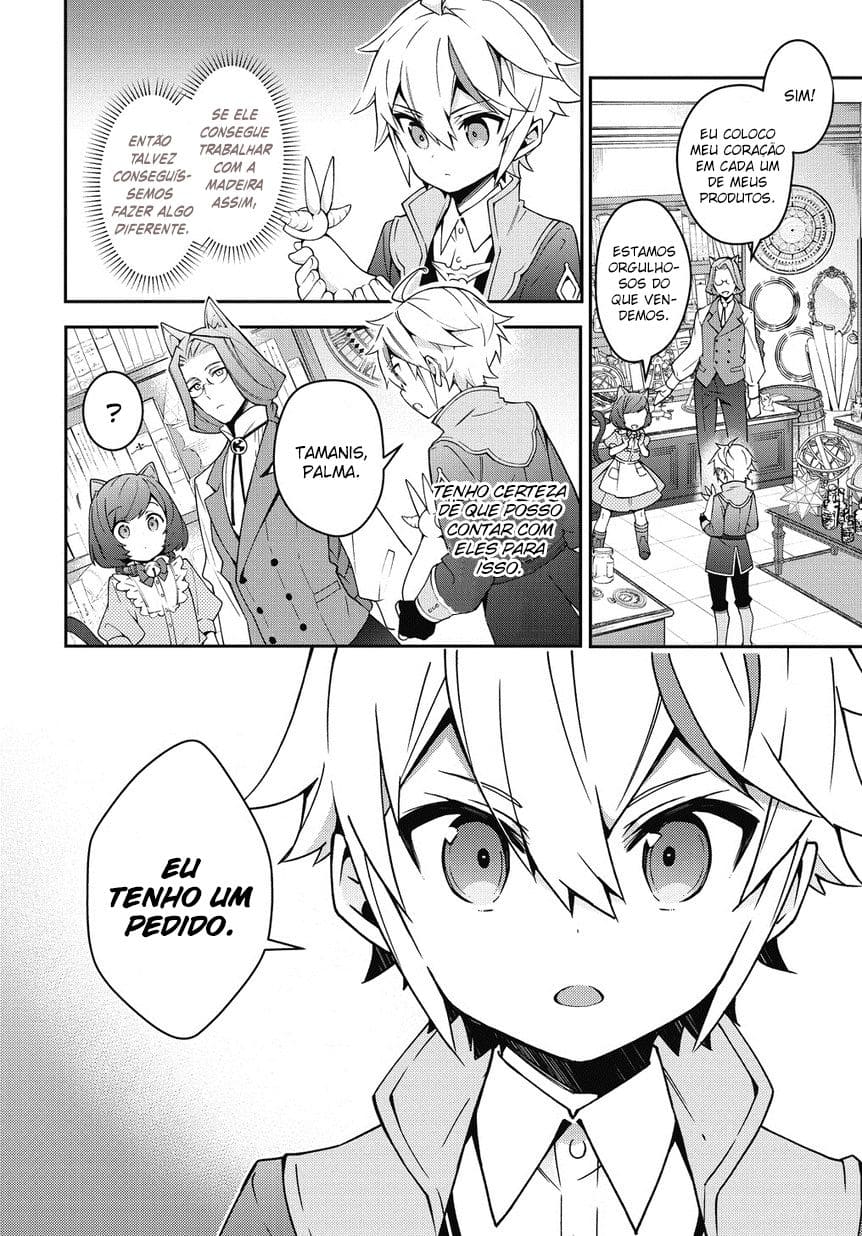 SIM!
EU COLOCO
MEU CORAÇÃO
EM CADA UM
DE MEUS
PRODUTOS.
ESTAMOS
ORGULHO-
SOS DO
QUE VEN-
DEMOS.
SE ELE
CONSEGUE
TRABALHAR
COM A
MADEIRA
ASSIM,
ENTÃO
TALVEZ
CONSEGUÍS-
SEMOS
FAZER ALGO
DIFERENTE.
TENHO CERTEZA
DE QUE POSSO
CONTAR COM
ELES PARA
ISSO.
TAMANIS,
PALMA.
?
EU
TENHO UM
PEDIDO.